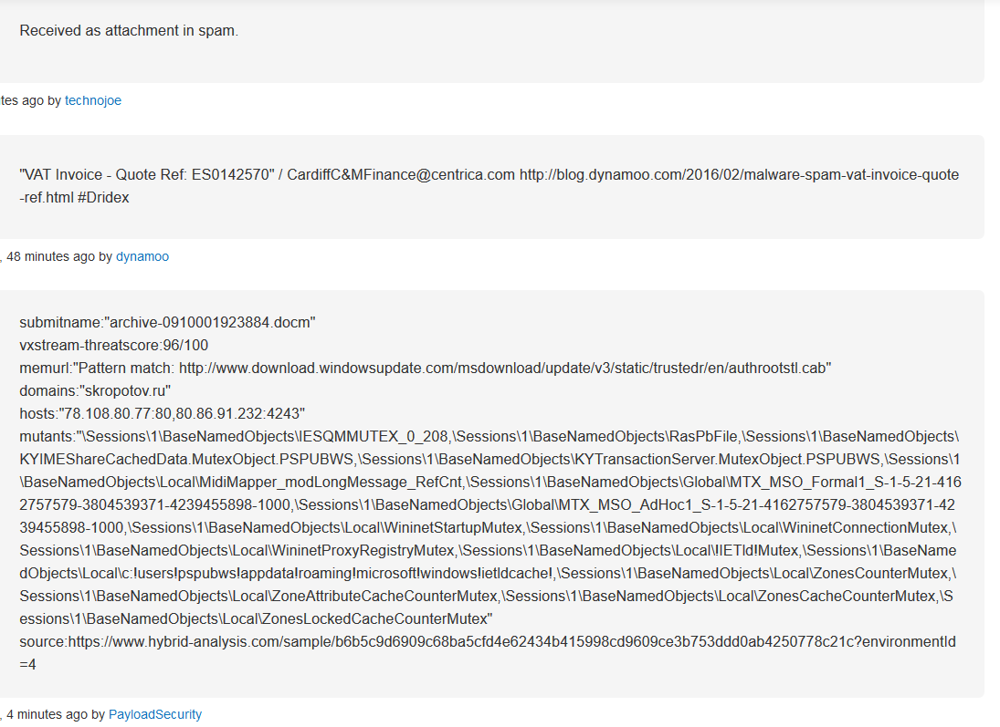 Received as attachment in spam.
tes ago by technojoe
"VAT Invoice - Quote Ref: ES0142570" / CardiffC&MFinance@centrica.com http://blog.dynamoo.com/2016/02/malware-spam-vat-invoice-quote
-ref.html #Dridex
, 48 minutes ago by dynamoo
submitname:"archive-0910001923884.docm"
vxstream-threatscore:96/100
memurl:"Pattern match: http://www.download.windowsupdate.com/msdownload/update/v3/static/trustedr/en/authrootstl.cab"
domains:"skropotov.ru"
hosts:"78.108.80.77:80,80.86.91.232:4243"
mutants:"\Sessions\1\BaseNamedObjects\IESQMMUTEX_0_208,\Sessions\1\BaseNamedObjects\RasPbFile,\Sessions\1\BaseNamedObjects\
KYIMEShareCachedData.MutexObject.PSPUBWS,\Sessions\1\BaseNamedObjects\KYTransactionServer.MutexObject.PSPUBWS,\Sessions\1
\BaseNamedObjects\Local\MidiMapper_modLongMessage_RefCnt,\Sessions\1\BaseNamedObjects\Global\MTX_MSO_Formal1_S-1-5-21-416
2757579-3804539371-4239455898-1000,\Sessions\1\BaseNamedObjects\Global\MTX_MSO_AdHoc1_S-1-5-21-4162757579-3804539371-42
39455898-1000,\Sessions\1\BaseNamedObjects\Local\WininetStartupMutex,\Sessions\1\BaseNamedObjects\Local\WininetConnectionMutex,\
Sessions\1\BaseNamedObjects\Local\WininetProxyRegistryMutex,\Sessions\1\BaseNamedObjects\Local\!IETld!Mutex,\Sessions\1\BaseName
dObjects\Local\c:!users!pspubws!appdata!roaming!microsoft!windows!ietldcache!,\Sessions\1\BaseNamedObjects\Local\ZonesCounterMutex,\
Sessions\1\BaseNamedObjects\Local\ZoneAttributeCacheCounterMutex,\Sessions\1\BaseNamedObjects\Local\ZonesCacheCounterMutex,\S
essions\1\BaseNamedObjects\Local\ZonesLockedCacheCounterMutex"
source:https://www.hybrid-analysis.com/sample/b6b5c9d6909c68ba5cfd4e62434b415998cd9609ce3b753ddd0ab4250778c21c?environmentId
=4
, 4 minutes ago by PayloadSecurity